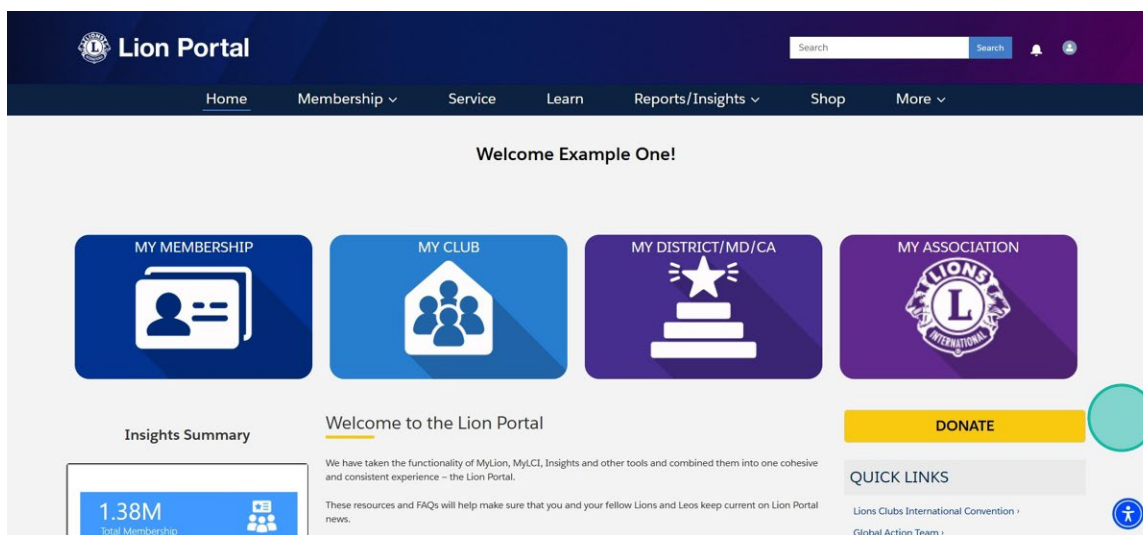 Lion Portal
Search
Search
Home
Membership
Service
Learn
Reports/Insights
Shop
More
Welcome Example One!
MY MEMBERSHIP
MY CLUB
MY DISTRICT/MD/CA
MY ASSOCIATION
LIONS
L
INTERNATIONAL
Insights Summary
1.38M
Total Membership
Welcome to the Lion Portal
We have taken the functionality of MyLion, MyLCI, Insights and other tools and combined them into one cohesive
and consistent experience – the Lion Portal.
These resources and FAQs will help make sure that you and your fellow Lions and Leos keep current on Lion Portal
news.
DONATE
QUICK LINKS
Lions Clubs International Convention ›
Global Action Team ›